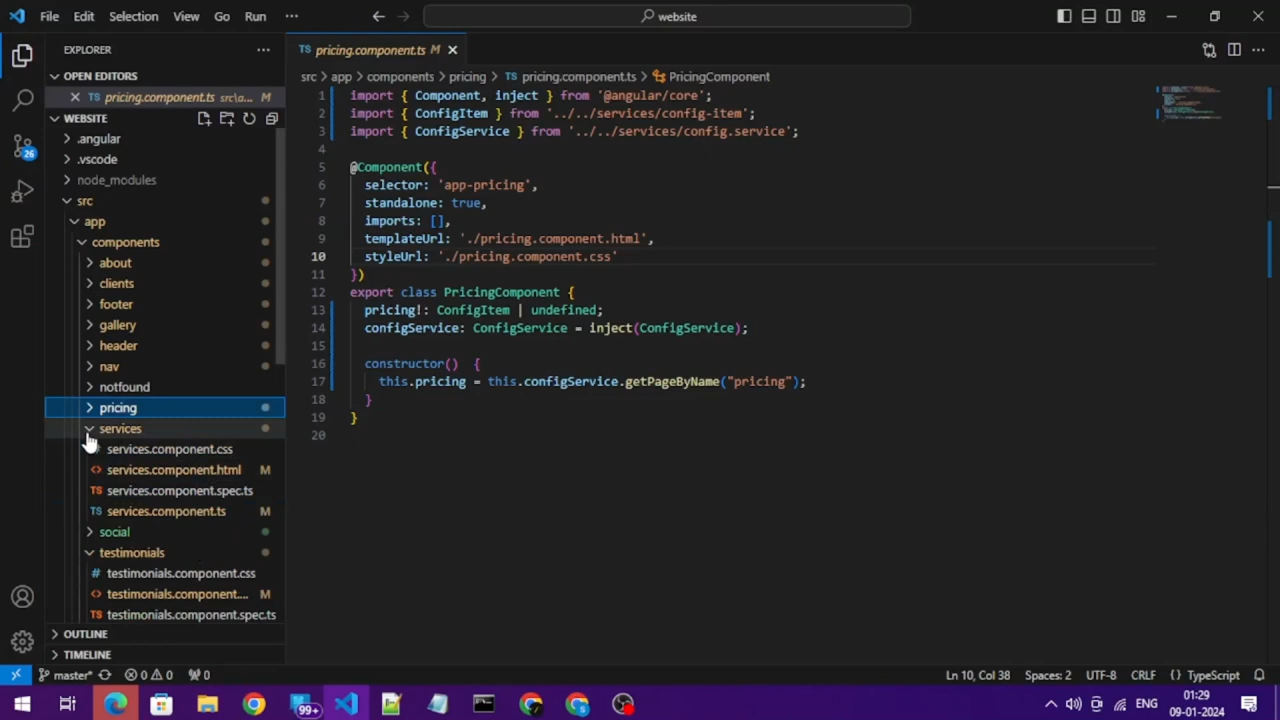 File Edit Selection View Go Run ··· website
EXPLORER ···
OPEN EDITORS
pricing.component.ts src\a... M
WEBSITE
.angular
.vscode
node_modules
src
app
components
about
clients
footer
gallery
header
nav
notfound
pricing
services
services.component.css
services.component.html M
TS services.component.spec.ts
TS services.component.ts M
social
testimonials
# testimonials.component.css
<> testimonials.component.... M
TS testimonials.component.spec.ts
OUTLINE
TIMELINE
TS pricing.component.ts M
src > app > components > pricing > TS pricing.component.ts > PricingComponent
1 import { Component, inject } from '@angular/core';
2 import { ConfigItem } from '../../services/config-item';
3 import { ConfigService } from '../../services/config.service';
4
5 @Component({
6 selector: 'app-pricing',
7 standalone: true,
8 imports: [],
9 templateUrl: './pricing.component.html',
10 styleUrl: './pricing.component.css'
11 })
12 export class PricingComponent {
13 pricing!: ConfigItem | undefined;
14 configService: ConfigService = inject(ConfigService);
15
16 constructor() {
17 this.pricing = this.configService.getPageByName("pricing");
18 }
19 }
20
26
master* 0 0 0 Ln 10, Col 38 Spaces: 2 UTF-8 CRLF {} TypeScript
99+ ENG 01:29
09-01-2024